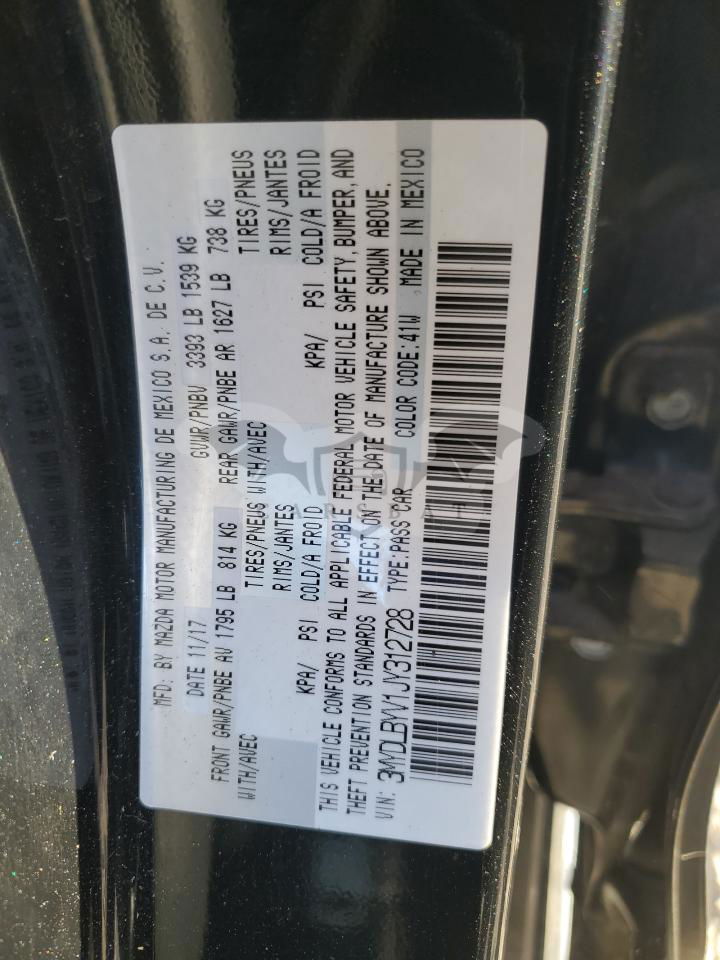 MFD. BY MAZDA MOTOR MANUFACTURING DE MEXICO S.A. DE C.V.
DATE 11/17 GVWR/PNBV 3393 LB 1539 KG
FRONT GAWR/PNBE AV 1795 LB 814 KG REAR GAWR/PNBE AR 1627 LB 738 KG
WITH/AVEC TIRES/PNEUS WITH/AVEC TIRES/PNEUS
RIMS/JANTES RIMS/JANTES
KPA/ PSI COLD/A FROID KPA/ PSI COLD/A FROID
THIS VEHICLE CONFORMS TO ALL APPLICABLE FEDERAL MOTOR VEHICLE SAFETY, BUMPER, AND
THEFT PREVENTION STANDARDS IN EFFECT ON THE DATE OF MANUFACTURE SHOWN ABOVE.
VIN: 3MYDLBYV1JY312728 TYPE:PASS CAR COLOR CODE:41W MADE IN MEXICO